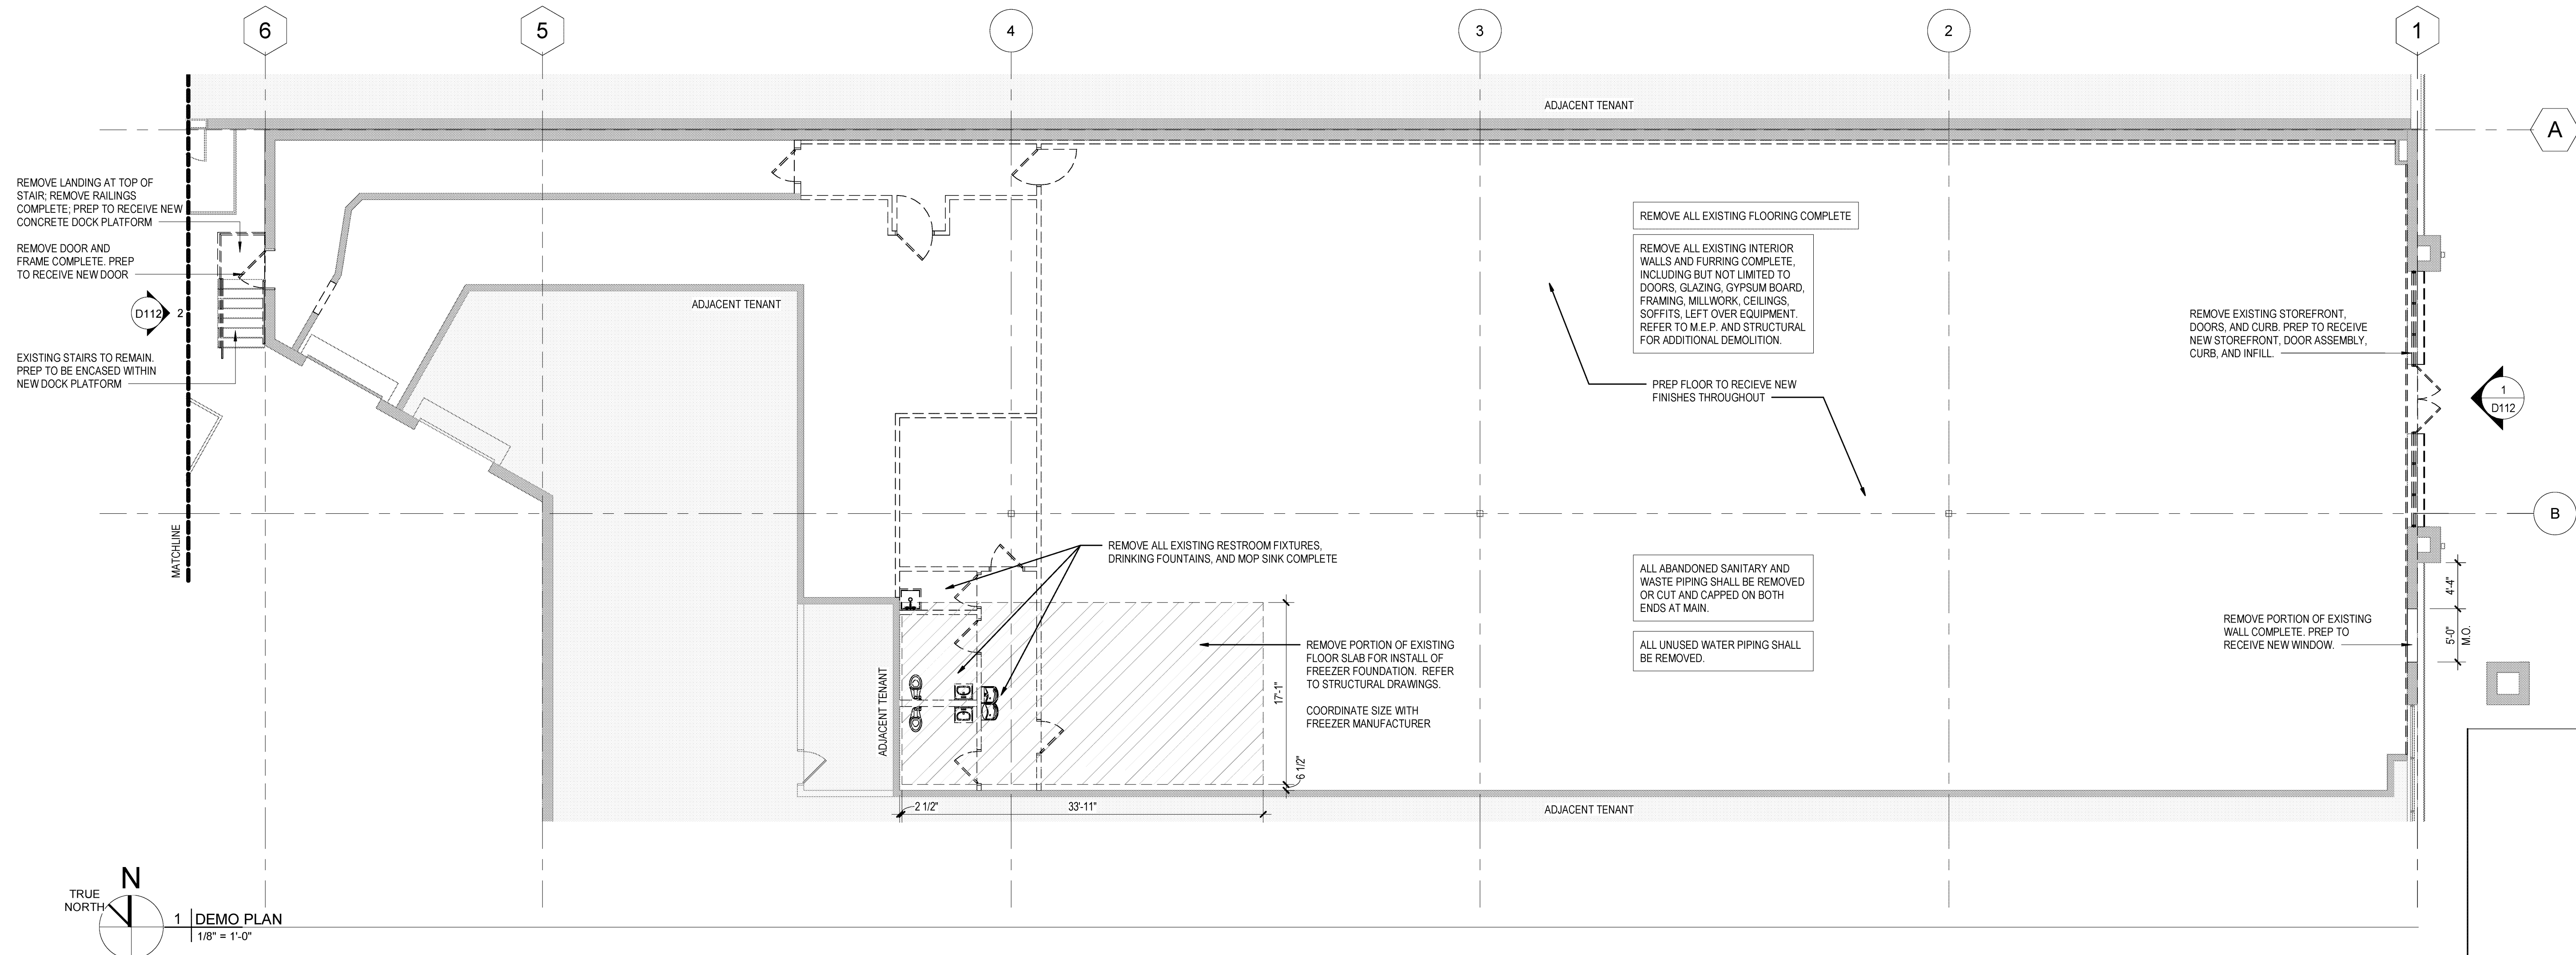 6
5
4
3
2
1
ADJACENT TENANT
A
REMOVE LANDING AT TOP OF
STAIR; REMOVE RAILINGS
COMPLETE; PREP TO RECEIVE NEW
CONCRETE DOCK PLATFORM
REMOVE DOOR AND
FRAME COMPLETE. PREP
TO RECEIVE NEW DOOR
D112
2
EXISTING STAIRS TO REMAIN.
PREP TO BE ENCASED WITHIN
NEW DOCK PLATFORM
MATCHLINE
ADJACENT TENANT
REMOVE ALL EXISTING FLOORING COMPLETE
REMOVE ALL EXISTING INTERIOR
WALLS AND FURRING COMPLETE,
INCLUDING BUT NOT LIMITED TO
DOORS, GLAZING, GYPSUM BOARD,
FRAMING, MILLWORK, CEILINGS,
SOFFITS, LEFT OVER EQUIPMENT.
REFER TO M.E.P. AND STRUCTURAL
FOR ADDITIONAL DEMOLITION.
PREP FLOOR TO RECIEVE NEW
FINISHES THROUGHOUT
REMOVE EXISTING STOREFRONT,
DOORS, AND CURB. PREP TO RECEIVE
NEW STOREFRONT, DOOR ASSEMBLY,
CURB, AND INFILL.
1
D112
B
REMOVE ALL EXISTING RESTROOM FIXTURES,
DRINKING FOUNTAINS, AND MOP SINK COMPLETE
ALL ABANDONED SANITARY AND
WASTE PIPING SHALL BE REMOVED
OR CUT AND CAPPED ON BOTH
ENDS AT MAIN.
ALL UNUSED WATER PIPING SHALL
BE REMOVED.
REMOVE PORTION OF EXISTING
FLOOR SLAB FOR INSTALL OF
FREEZER FOUNDATION.  REFER
TO STRUCTURAL DRAWINGS.
COORDINATE SIZE WITH
FREEZER MANUFACTURER
REMOVE PORTION OF EXISTING
WALL COMPLETE. PREP TO
RECEIVE NEW WINDOW.
4'-4"
5'-0"
M.O.
17'-1"
6 1/2"
ADJACENT TENANT
2 1/2"
33'-11"
ADJACENT TENANT
N
TRUE
NORTH
1
DEMO PLAN
1/8" = 1'-0"